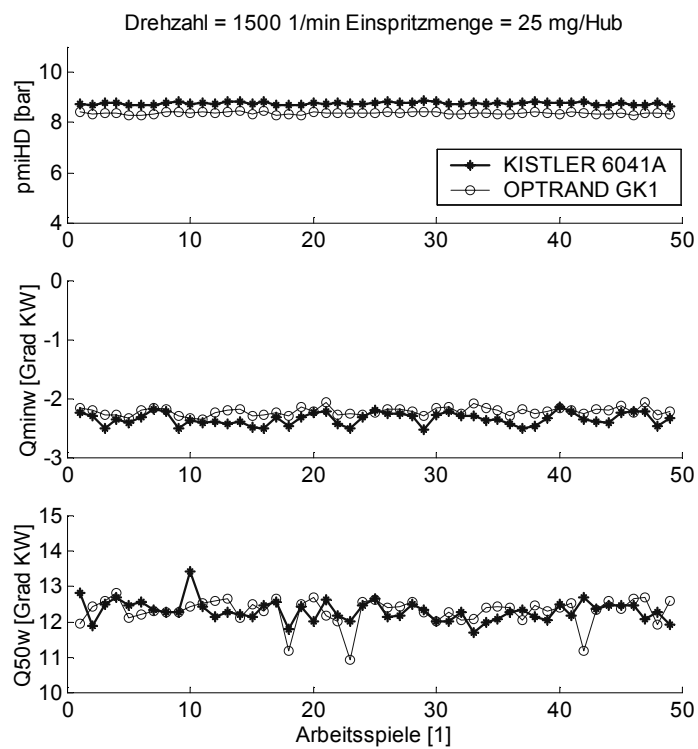 Drehzahl = 1500 1/min Einspritzmenge = 25 mg/Hub
pmiHD [bar]
10
8
6
4
KISTLER 6041A
OPTRAND GK1
0 10 20 30 40 50
Qminw [Grad KW]
0
-1
-2
-3
0 10 20 30 40 50
Q50w [Grad KW]
15
14
13
12
11
10
0 10 20 30 40 50
Arbeitsspiele [1]